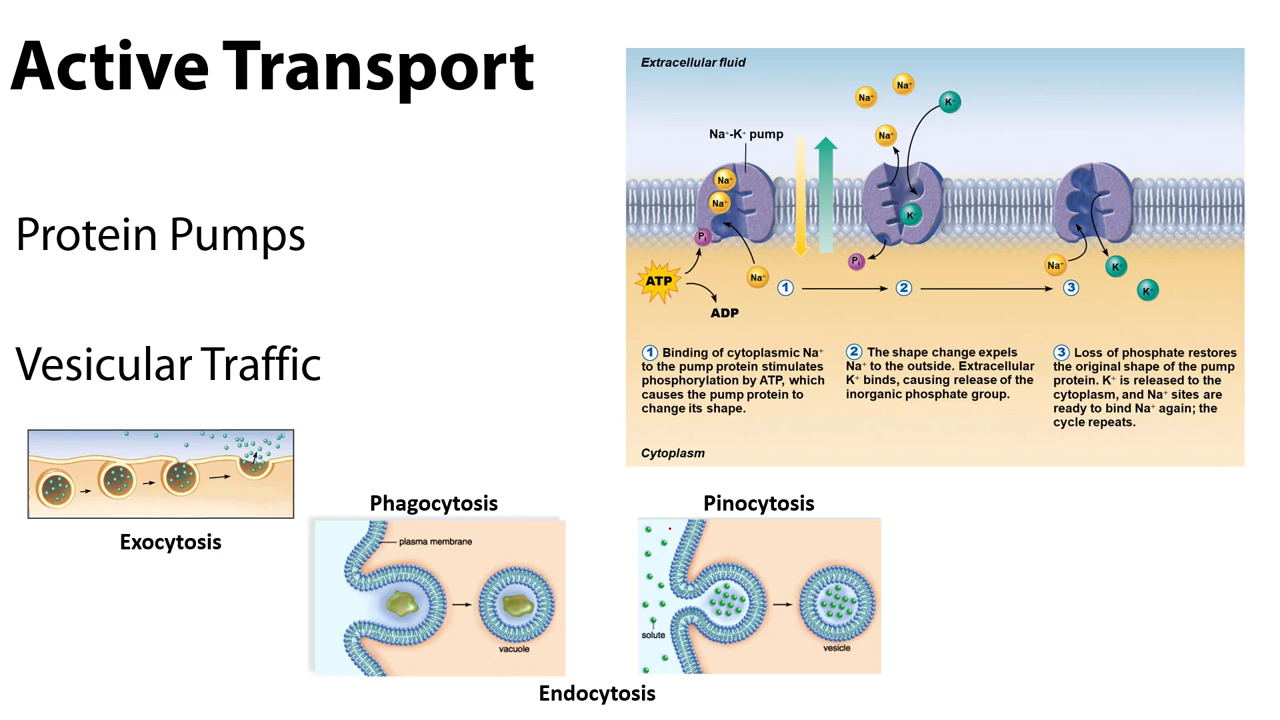 Active Transport
Protein Pumps
Vesicular Traffic
Extracellular fluid
Na⁺
Na⁺
K⁺
Na⁺-K⁺ pump
Na⁺
Na⁺
Na⁺
K⁺
Pi
Pi
ATP
Na⁺
ADP
Na⁺
K⁺
K⁺
1
2
3
1 Binding of cytoplasmic Na⁺
to the pump protein stimulates
phosphorylation by ATP, which
causes the pump protein to
change its shape.
2 The shape change expels
Na⁺ to the outside. Extracellular
K⁺ binds, causing release of the
inorganic phosphate group.
3 Loss of phosphate restores
the original shape of the pump
protein. K⁺ is released to the
cytoplasm, and Na⁺ sites are
ready to bind Na⁺ again; the
cycle repeats.
Cytoplasm
Exocytosis
Phagocytosis
plasma membrane
vacuole
Pinocytosis
solute
vesicle
Endocytosis